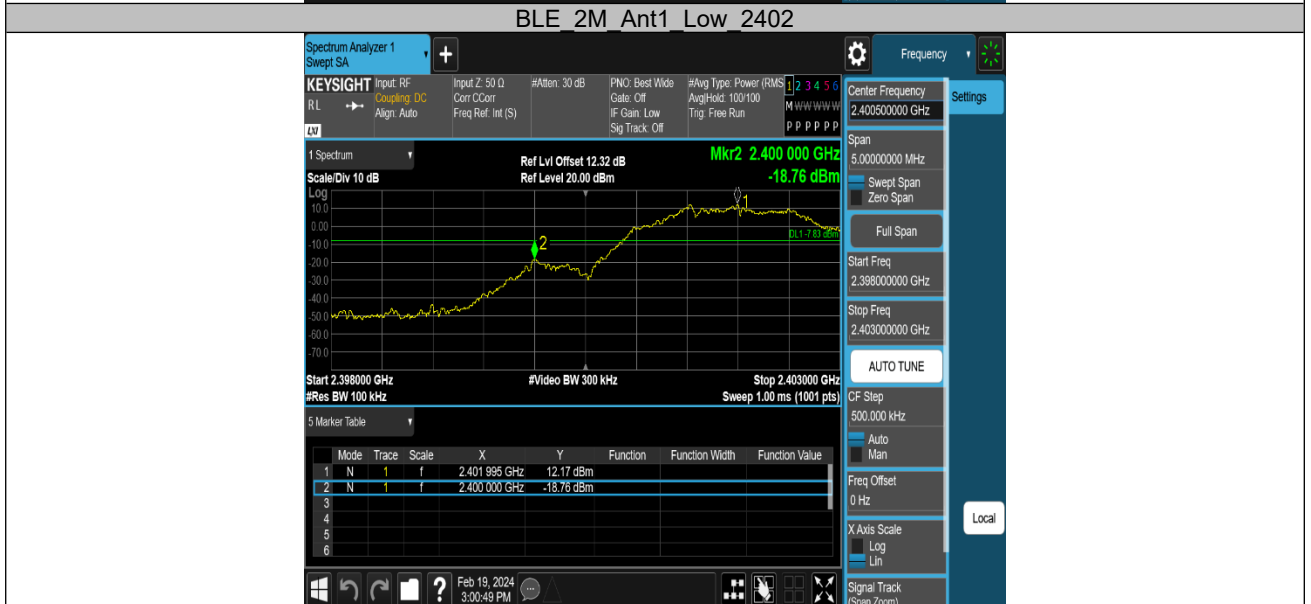 BLE_2M_Ant1_Low_2402
Spectrum Analyzer 1
Swept SA
+
Frequency
KEYSIGHT
RL
LXI
Input: RF
Coupling: DC
Align: Auto
Input Z: 50 Ω
Corr CCorr
Freq Ref: Int (S)
#Atten: 30 dB
PNO: Best Wide
Gate: Off
IF Gain: Low
Sig Track: Off
#Avg Type: Power (RMS
Avg|Hold: 100/100
Trig: Free Run
1 2 3 4 5 6
M W W W W W
P P P P P P
1 Spectrum
Scale/Div 10 dB
Ref Lvl Offset 12.32 dB
Ref Level 20.00 dBm
Mkr2 2.400 000 GHz
-18.76 dBm
Log
10.0
0.00
-10.0
-20.0
-30.0
-40.0
-50.0
-60.0
-70.0
1
2
DL1 -7.83 dBm
Start 2.398000 GHz
#Res BW 100 kHz
#Video BW 300 kHz
Stop 2.403000 GHz
Sweep 1.00 ms (1001 pts)
5 Marker Table
Mode Trace Scale X Y Function Function Width Function Value
1 N 1 f 2.401 995 GHz 12.17 dBm
2 N 1 f 2.400 000 GHz -18.76 dBm
3
4
5
6
?
Feb 19, 2024
3:00:49 PM
Center Frequency
2.400500000 GHz
Span
5.00000000 MHz
Swept Span
Zero Span
Full Span
Start Freq
2.398000000 GHz
Stop Freq
2.403000000 GHz
AUTO TUNE
CF Step
500.000 kHz
Auto
Man
Freq Offset
0 Hz
X Axis Scale
Log
Lin
Signal Track
(Span Zoom)
Settings
Local